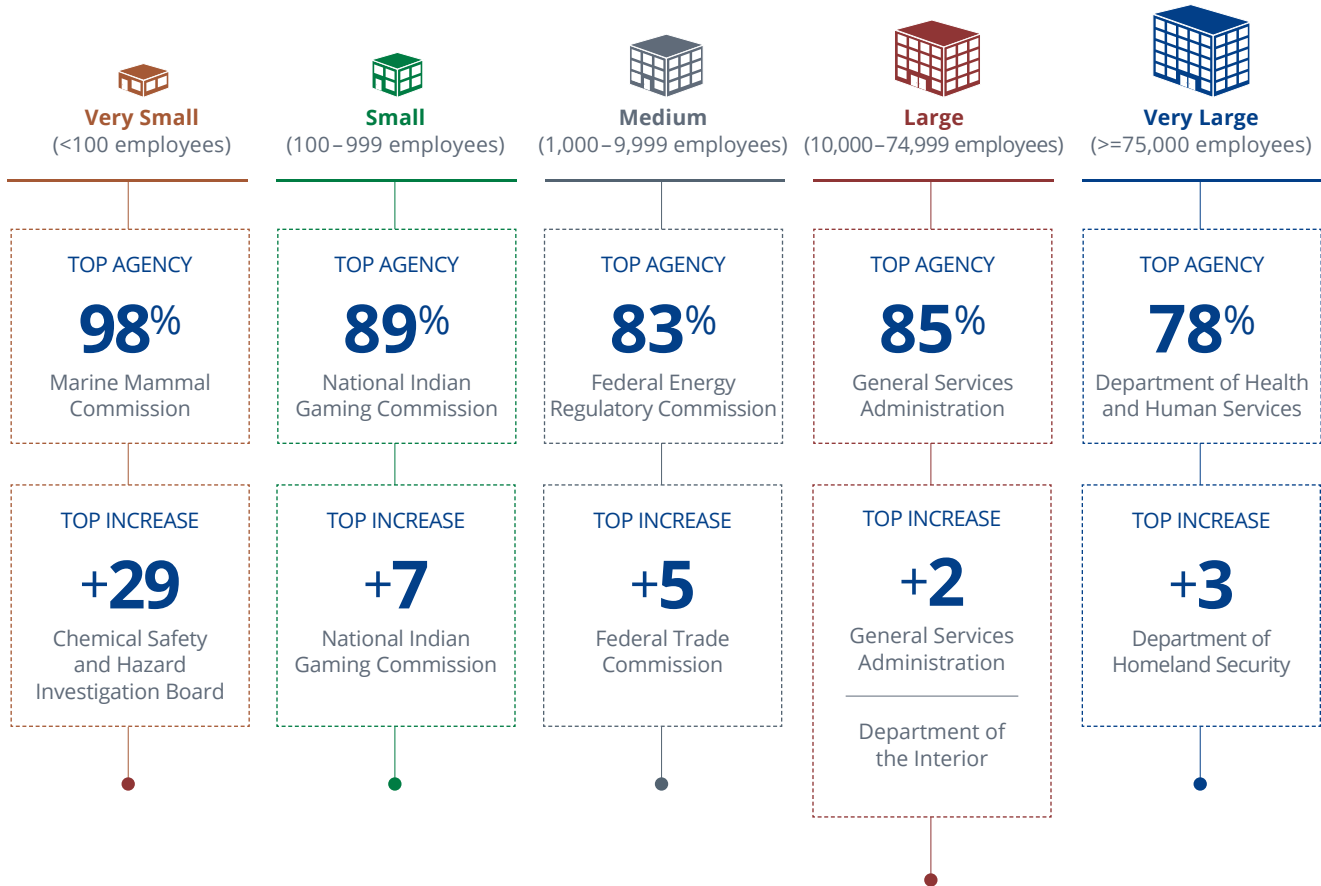 Very Small
(<100 employees)
TOP AGENCY
98%
Marine Mammal
Commission
TOP INCREASE
+29
Chemical Safety
and Hazard
Investigation Board
Small
(100–999 employees)
TOP AGENCY
89%
National Indian
Gaming Commission
TOP INCREASE
+7
National Indian
Gaming Commission
Medium
(1,000–9,999 employees)
TOP AGENCY
83%
Federal Energy
Regulatory Commission
TOP INCREASE
+5
Federal Trade
Commission
Large
(10,000–74,999 employees)
TOP AGENCY
85%
General Services
Administration
TOP INCREASE
+2
General Services
Administration
Department of
the Interior
Very Large
(>=75,000 employees)
TOP AGENCY
78%
Department of Health
and Human Services
TOP INCREASE
+3
Department of
Homeland Security